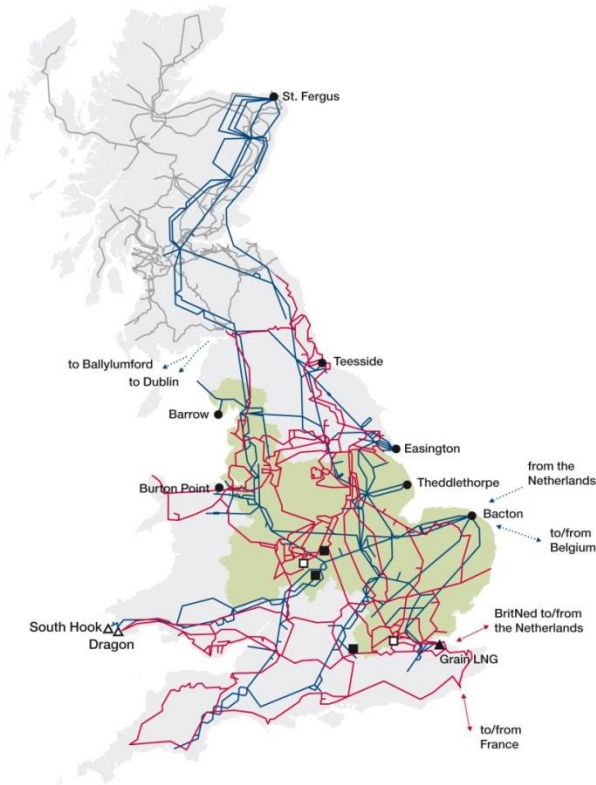 St. Fergus
Teesside
to Ballylumford
to Dublin
Barrow
Easington
from the
Netherlands
Theddlethorpe
Burton Point
Bacton
to/from
Belgium
BritNed to/from
the Netherlands
South Hook
Dragon
Grain LNG
to/from
France